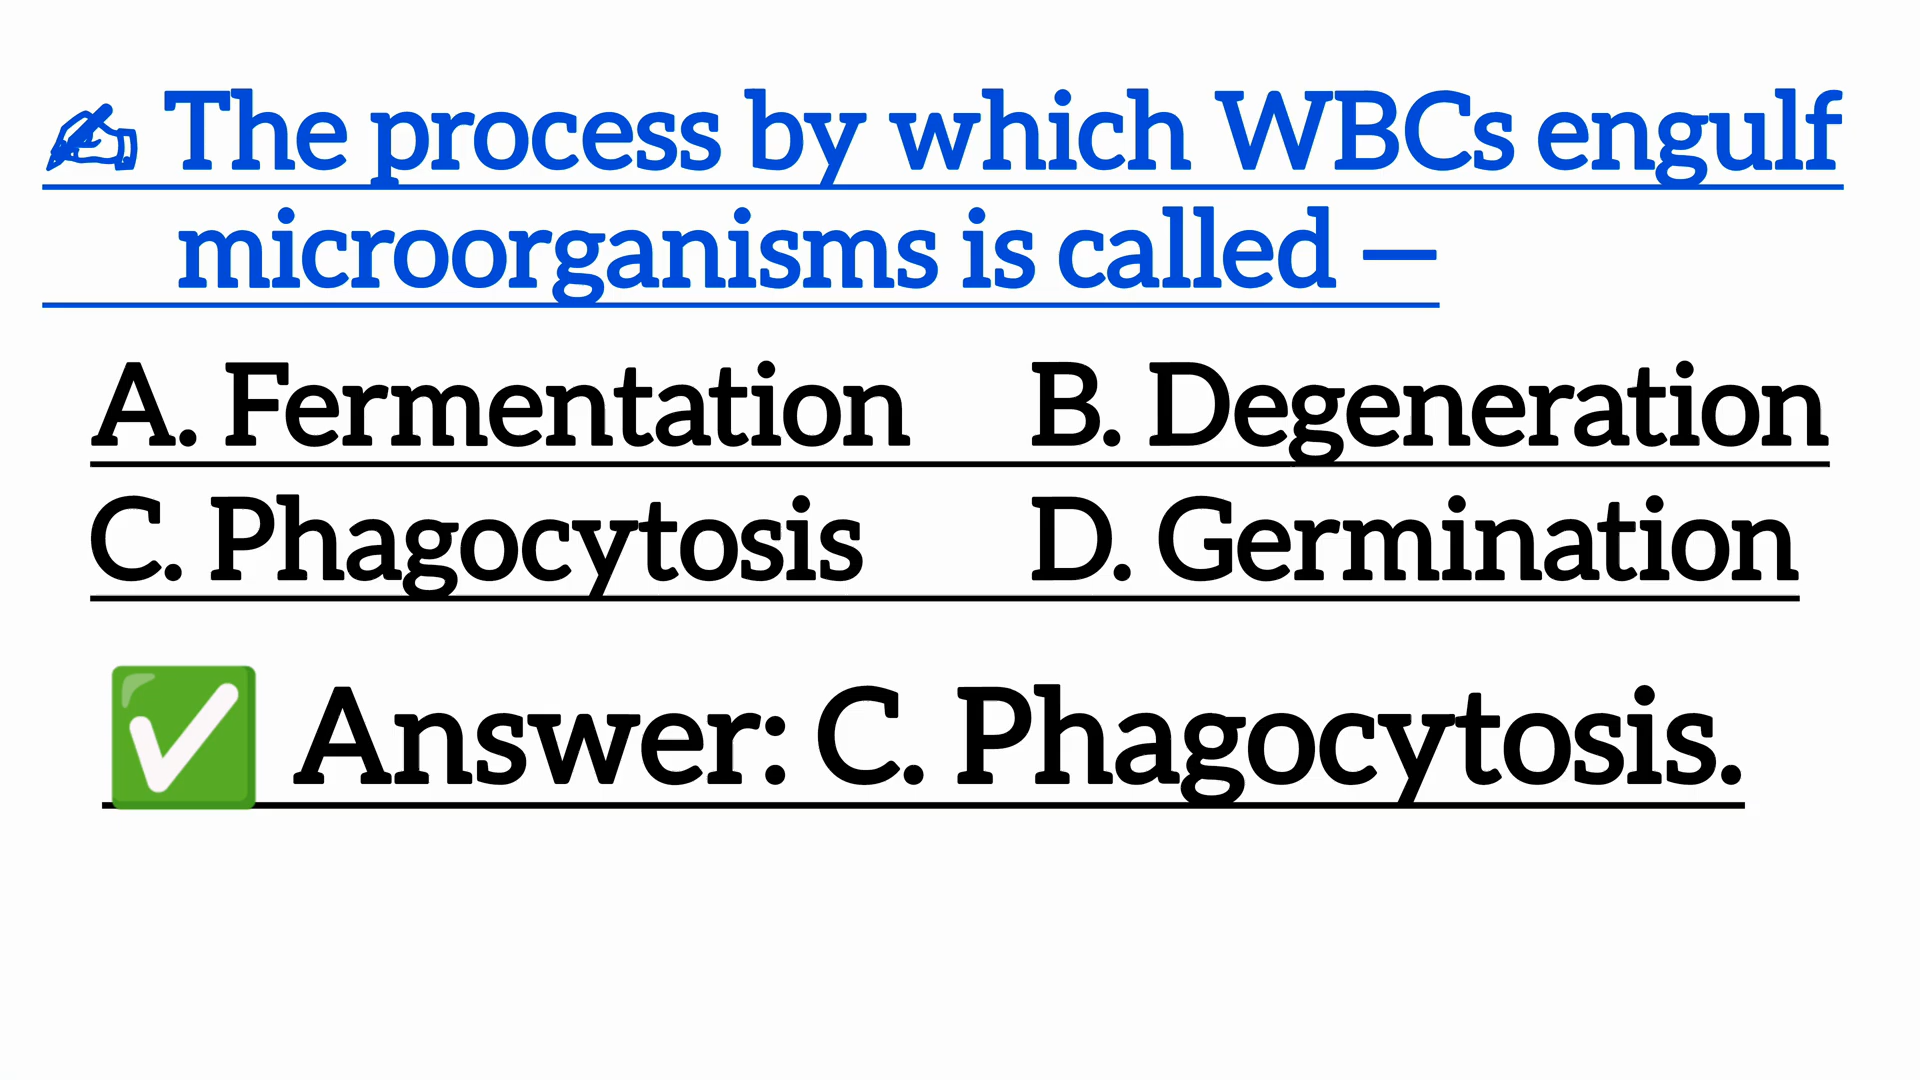 ✍ The process by which WBCs engulf
microorganisms is called —
A. Fermentation B. Degeneration
C. Phagocytosis D. Germination
✅ Answer: C. Phagocytosis.